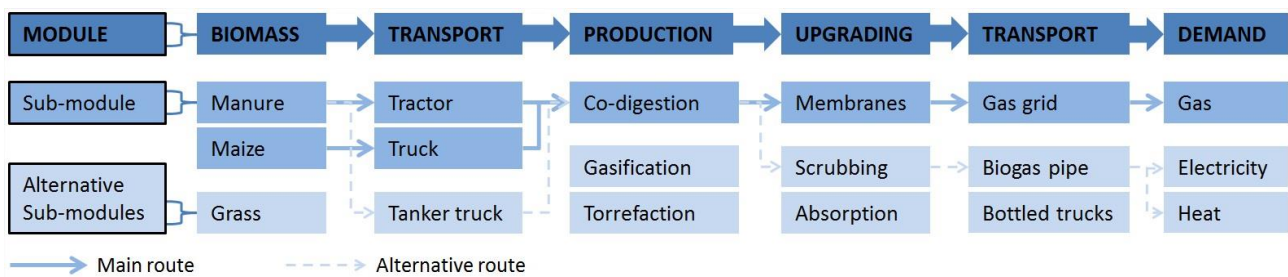 MODULE BIOMASS TRANSPORT PRODUCTION UPGRADING TRANSPORT DEMAND
Sub-module Manure Tractor Co-digestion Membranes Gas grid Gas
Maize Truck
Alternative Gasification Scrubbing Biogas pipe Electricity
Sub-modules Grass Tanker truck Torrefaction Absorption Bottled trucks Heat
Main route Alternative route